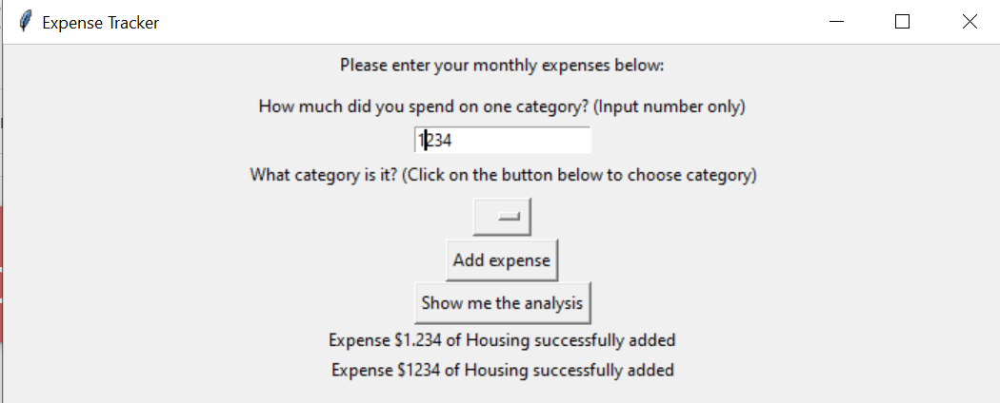 Expense Tracker
Please enter your monthly expenses below:
How much did you spend on one category? (Input number only)
1234
What category is it? (Click on the button below to choose category)
Add expense
Show me the analysis
Expense $1.234 of Housing successfully added
Expense $1234 of Housing successfully added